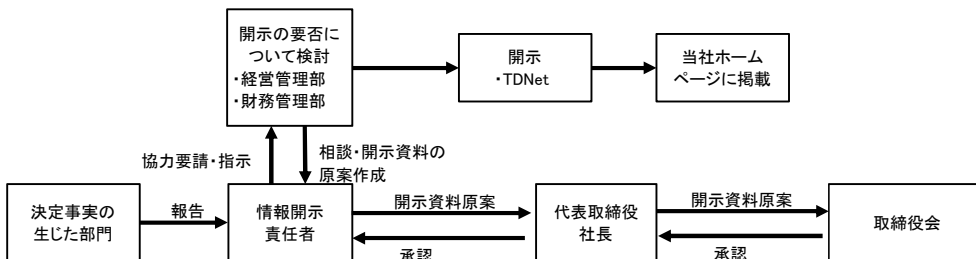 開示の要否に
ついて検討
・経営管理部
・財務管理部
開示
・TDNet
当社ホーム
ページに掲載
協力要請・指示
相談・開示資料の
原案作成
決定事実の
生じた部門
報告
情報開示
責任者
開示資料原案
承認
代表取締役
社長
開示資料原案
承認
取締役会